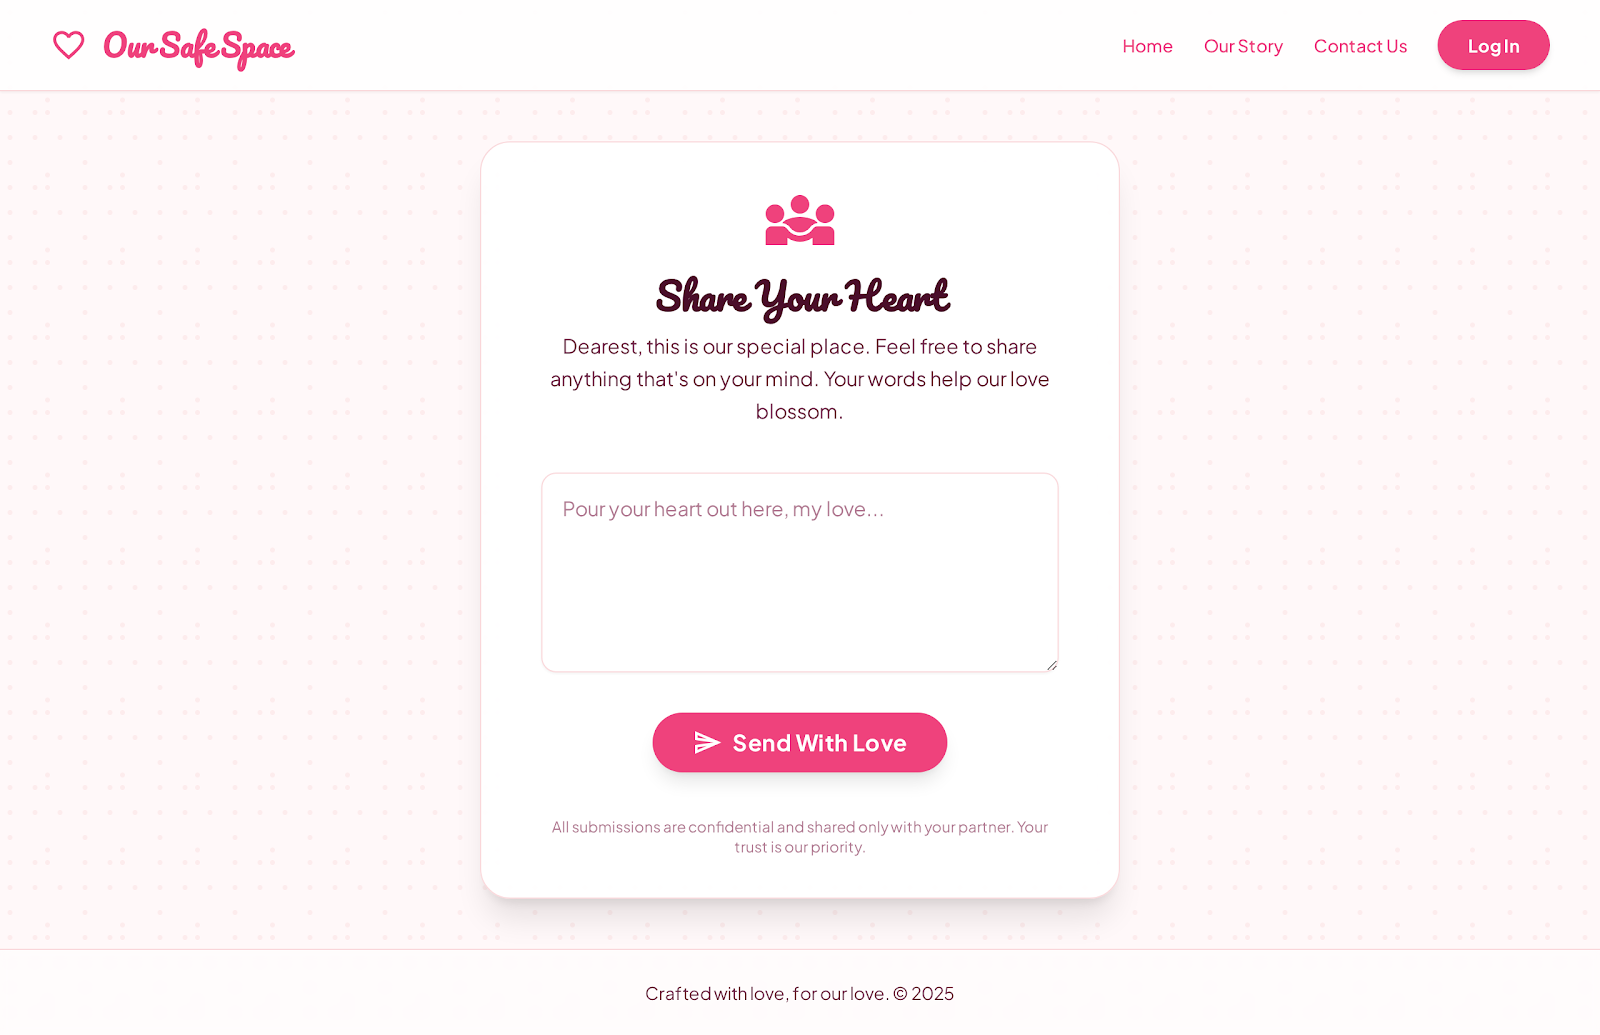 Our Safe Space
Home
Our Story
Contact Us
Log In
Share Your Heart
Dearest, this is our special place. Feel free to share
anything that's on your mind. Your words help our love
blossom.
Pour your heart out here, my love...
Send With Love
All submissions are confidential and shared only with your partner. Your
trust is our priority.
Crafted with love, for our love. © 2025